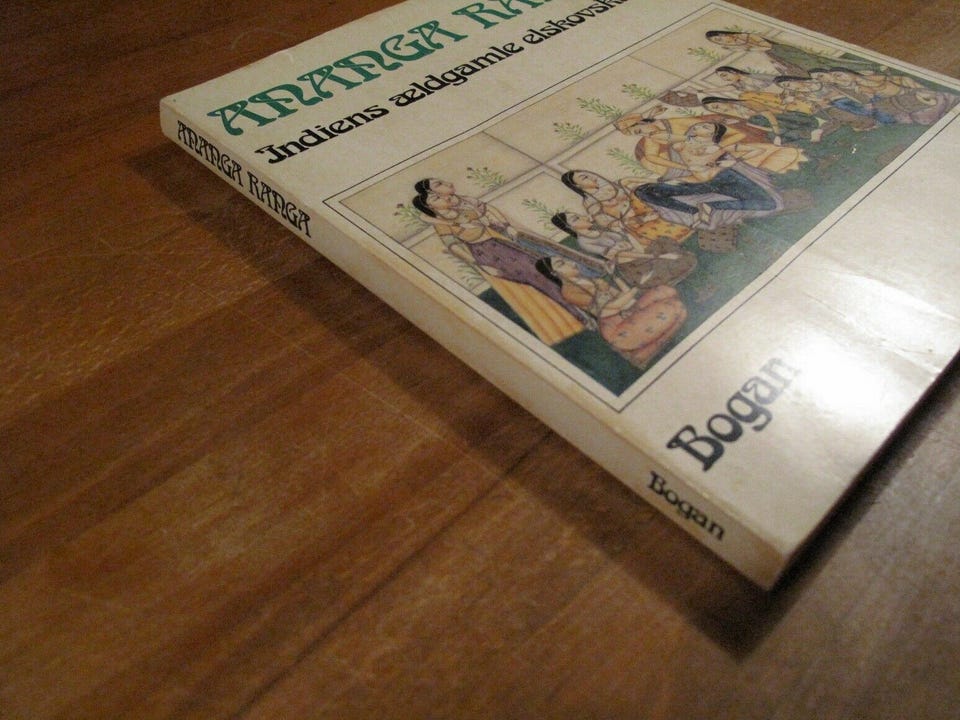 ANANGA
Indiens ældgamle
Bogan
ANANGA RANGA
Bogan